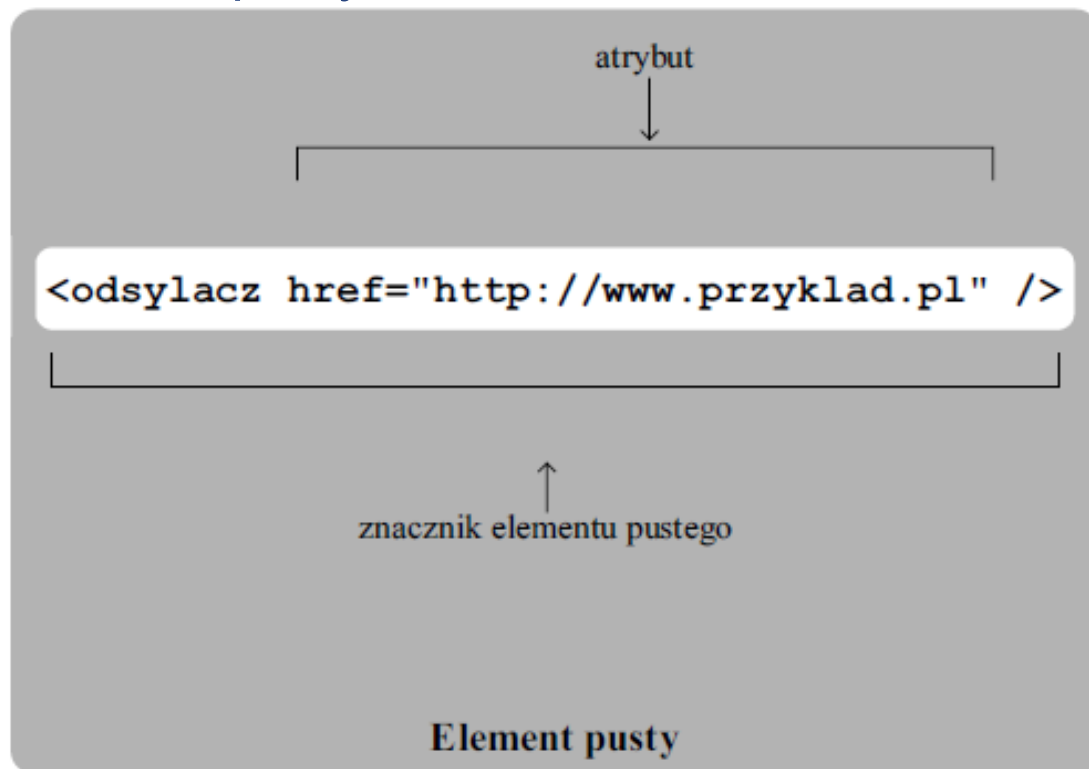 atrybut
<odsylacz href="http://www.przyklad.pl" />
znacznik elementu pustego
Element pusty